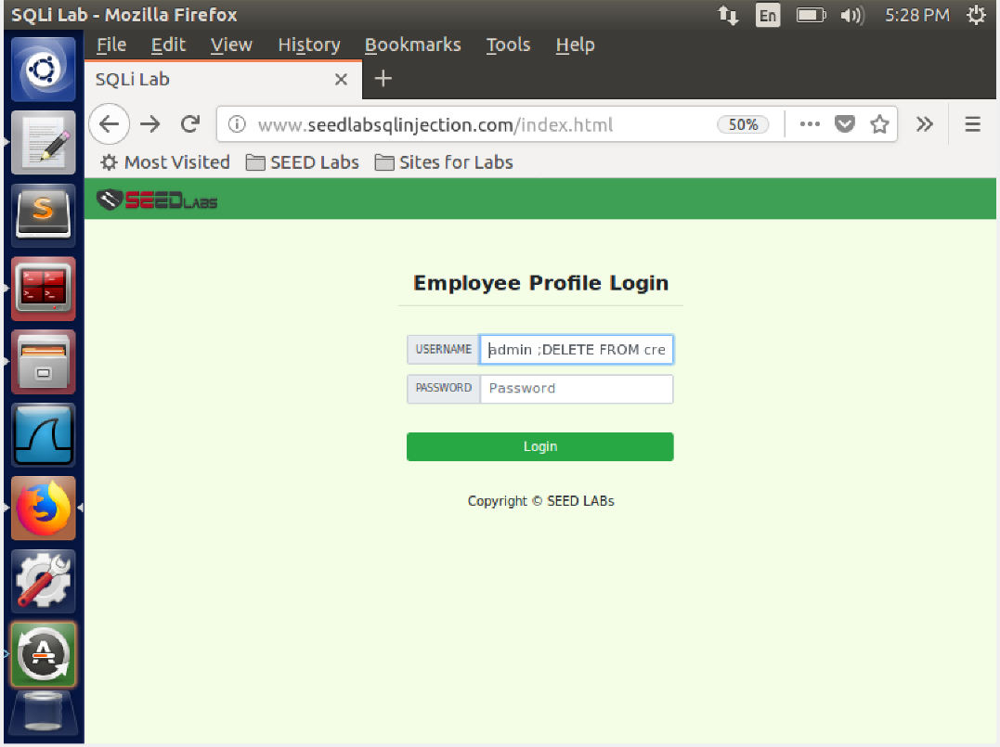 SQLi Lab - Mozilla Firefox En 5:28 PM
File Edit View History Bookmarks Tools Help
SQLi Lab
www.seedlabsqlinjection.com/index.html 50%
Most Visited SEED Labs Sites for Labs
SEEDLABS
Employee Profile Login
USERNAME admin ;DELETE FROM cre
PASSWORD Password
Login
Copyright © SEED LABs